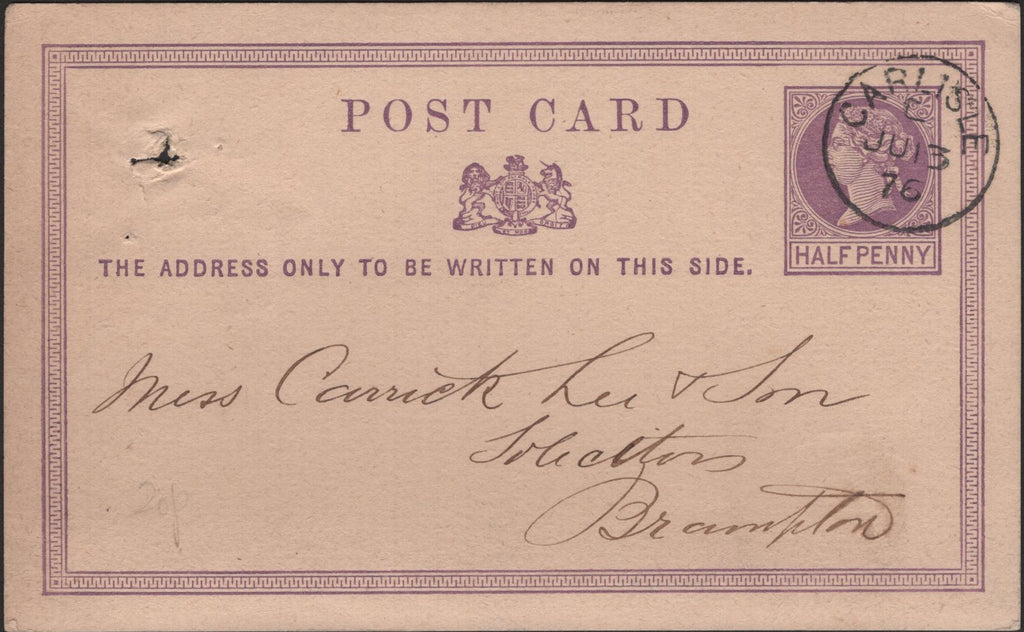 POST CARD
CARLISLE
C
JU 13
76
THE ADDRESS ONLY TO BE WRITTEN ON THIS SIDE.
HALF PENNY
Mess Carrick Lee & Son
Solicitors
Brampton
20p